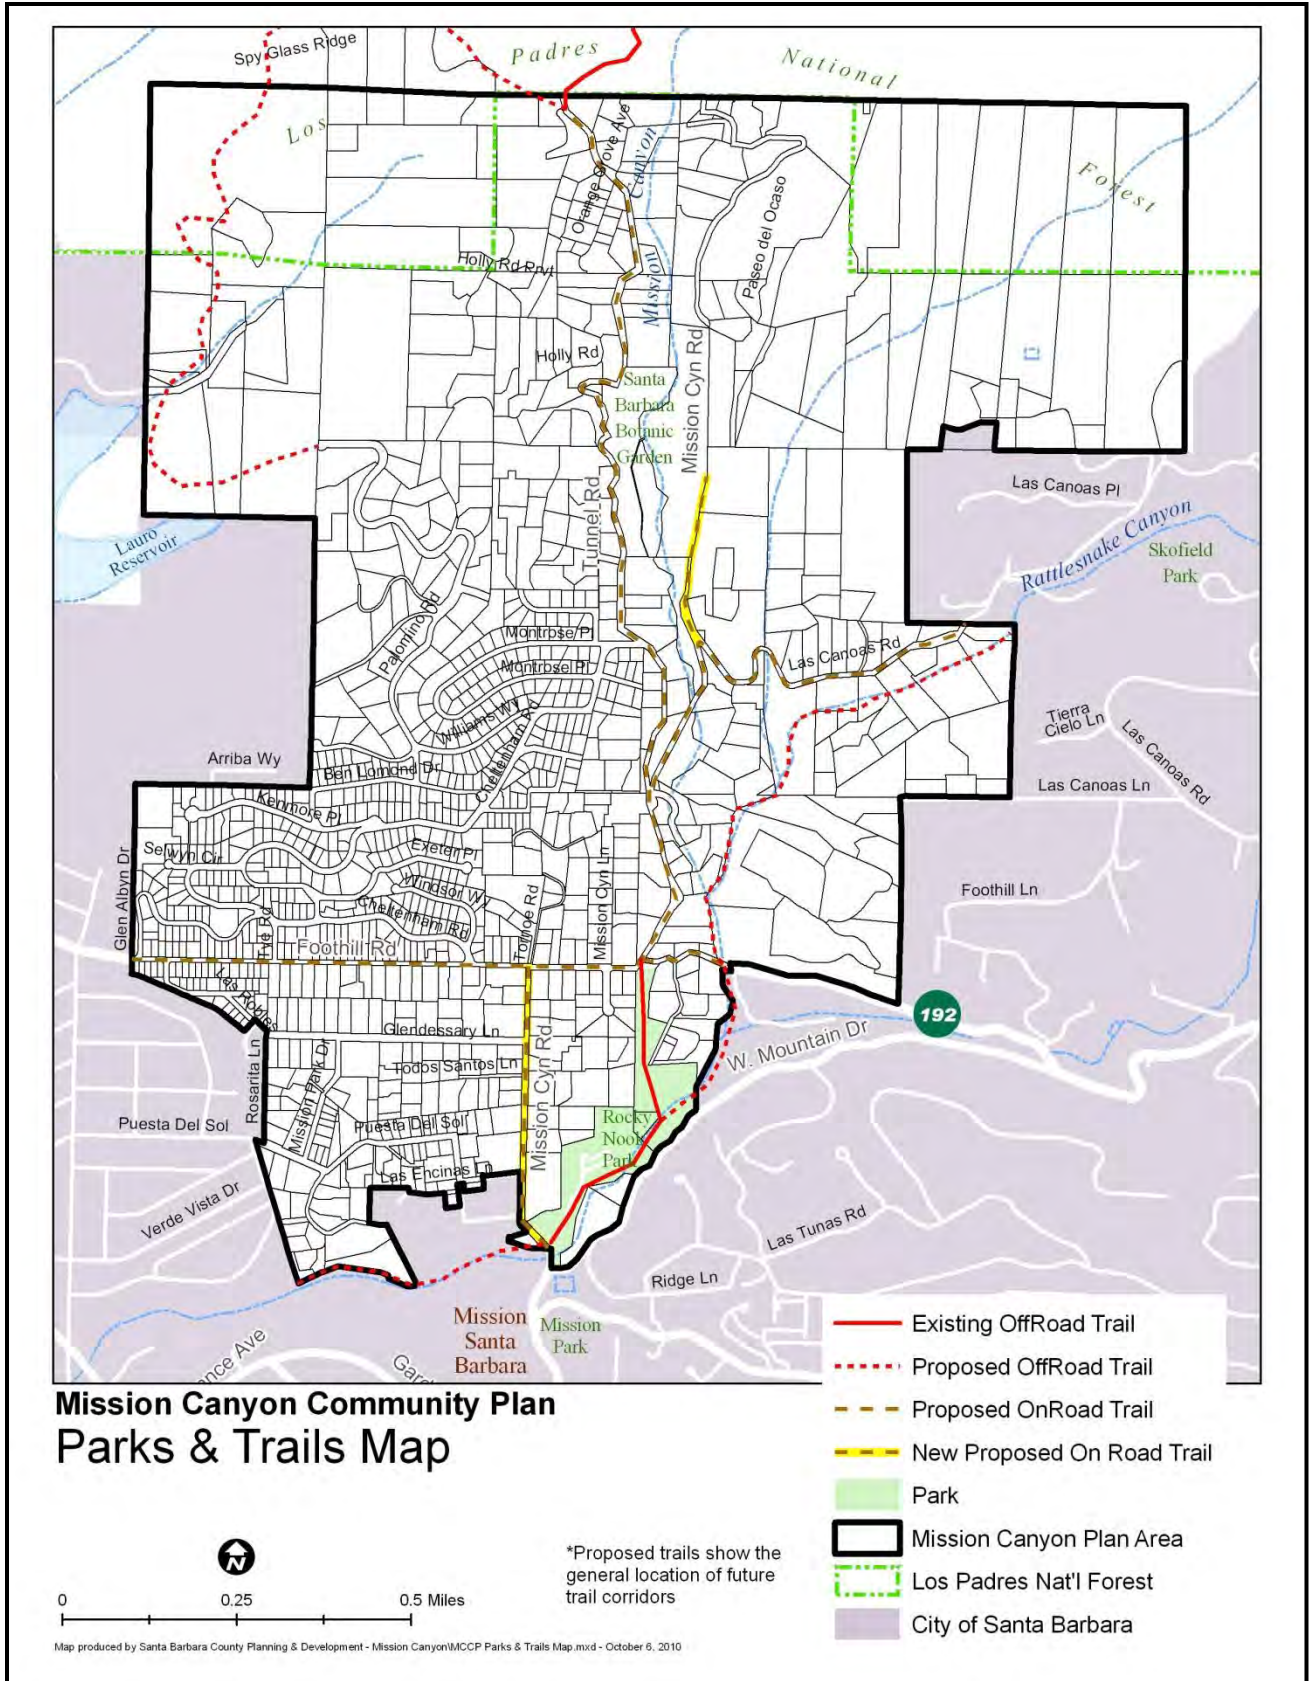 Spy Glass Ridge
Padres
National
Los
Forest
Orange Grove Ave
Canyon
Mission
Paseo del Ocaso
Holly Rd Prvt
Holly Rd
Mission Cyn Rd
Santa
Barbara
Botanic
Garden
Tunnel Rd
Las Canoas Pl
Rattlesnake Canyon
Skofield
Park
Lauro
Reservoir
Palomino Rd
Montrose Pl
Montrose Pl
Las Canoas Rd
Williams Wy
Cheltenham Rd
Tierra
Cielo Ln
Las Canoas Rd
Arriba Wy
Ben Lomond Dr
Las Canoas Ln
Kenmore Pl
Selwyn Cir
Exeter Pl
Windsor Wy
Cheltenham Rd
Glen Albyn Dr
Tye Rd
Tornoe Rd
Mission Cyn Ln
Foothill Ln
Foothill Rd
Las Robles
192
Glendessary Ln
W. Mountain Dr
Rosarita Ln
Mission Park Dr
Todos Santos Ln
Mission Cyn Rd
Puesta Del Sol
Puesta Del Sol
Rocky
Nook
Park
Las Encinas Ln
Verde Vista Dr
Las Tunas Rd
Ridge Ln
Mission
Santa
Barbara
Mission
Park
ance Ave
Gard
Existing OffRoad Trail
Proposed OffRoad Trail
Proposed OnRoad Trail
New Proposed On Road Trail
Park
Mission Canyon Plan Area
Los Padres Nat'l Forest
City of Santa Barbara
Mission Canyon Community Plan
Parks & Trails Map
N
*Proposed trails show the
general location of future
trail corridors
0 0.25 0.5 Miles
Map produced by Santa Barbara County Planning & Development - Mission Canyon\MCCP Parks & Trails Map.mxd - October 6, 2010